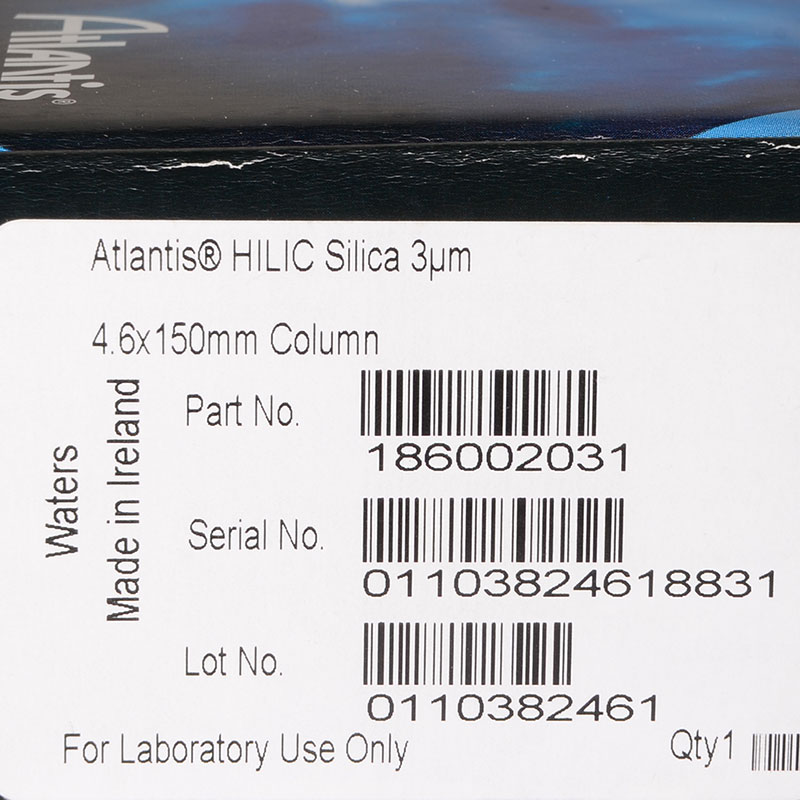 Atlantis®
Atlantis® HILIC Silica 3µm
4.6x150mm Column
Waters
Made in Ireland
Part No.
186002031
Serial No.
01103824618831
Lot No.
0110382461
For Laboratory Use Only
Qty1